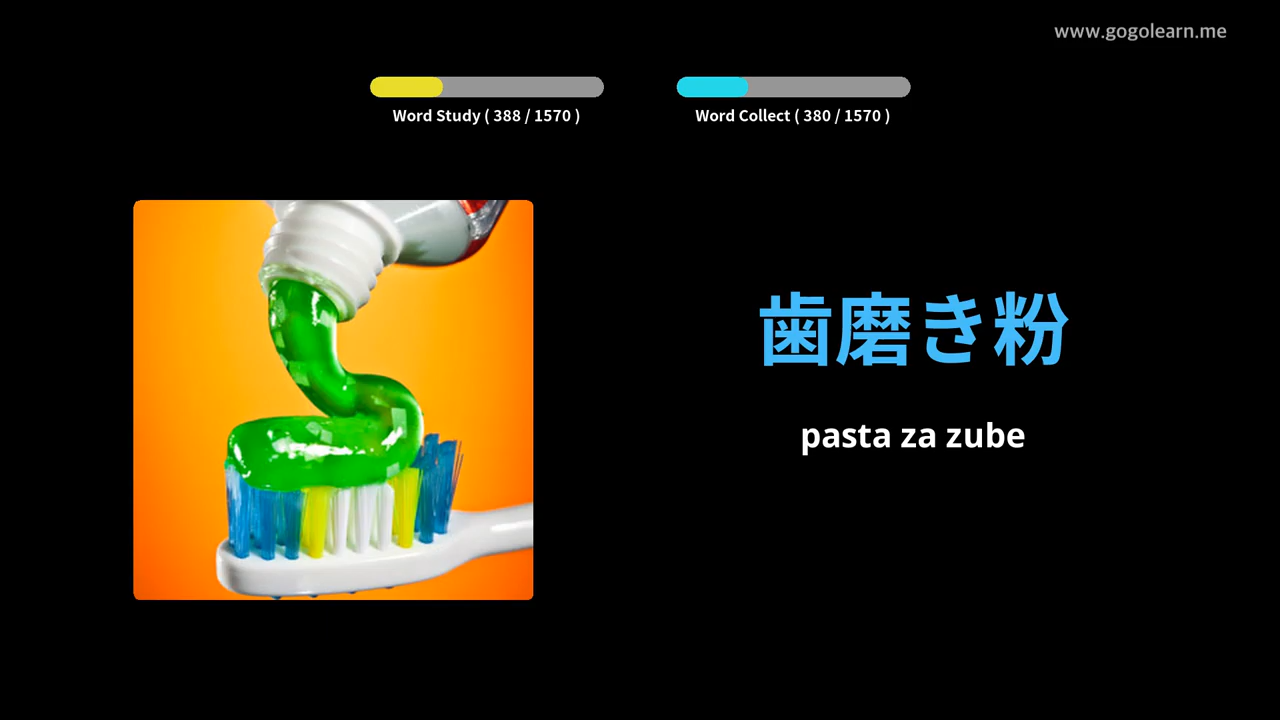 www.gogolearn.me
Word Study ( 388 / 1570 )
Word Collect ( 380 / 1570 )
歯磨き粉
pasta za zube